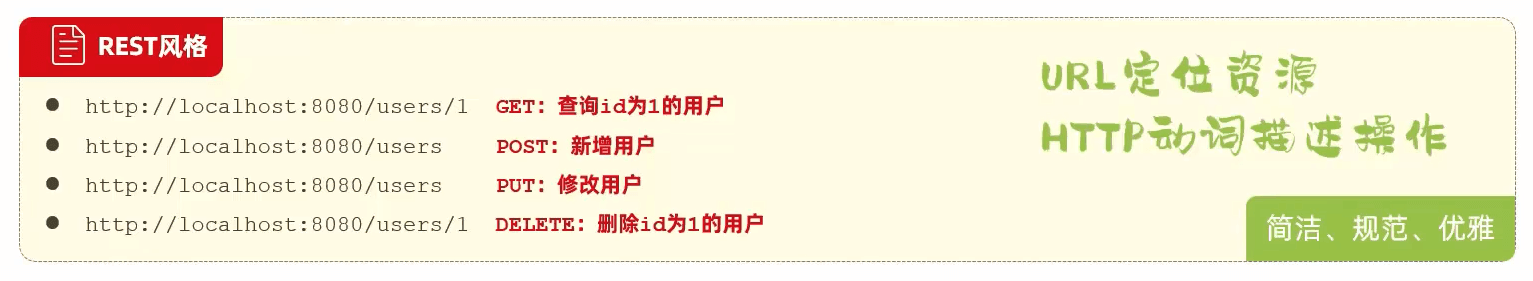 REST风格
http://localhost:8080/users/1 GET：查询id为1的用户
http://localhost:8080/users POST：新增用户
http://localhost:8080/users PUT：修改用户
http://localhost:8080/users/1 DELETE：删除id为1的用户
URL定位资源
HTTP动词描述操作
简洁、规范、优雅